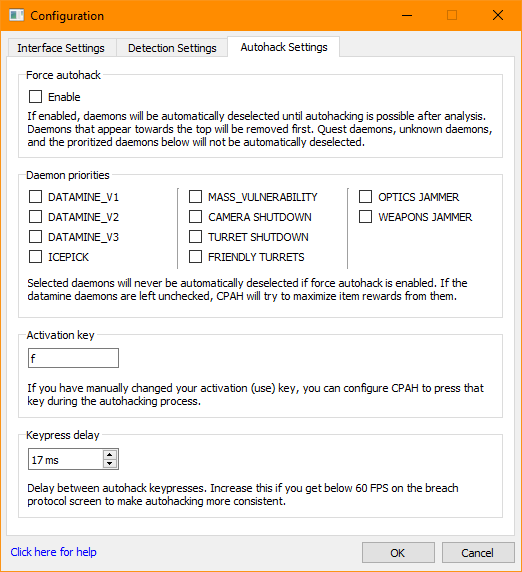 Configuration
Interface Settings
Detection Settings
Autohack Settings
Force autohack
Enable
If enabled, daemons will be automatically deselected until autohacking is possible after analysis.
Daemons that appear towards the top will be removed first. Quest daemons, unknown daemons,
and the proritized daemons below will not be automatically deselected.
Daemon priorities
DATAMINE_V1
DATAMINE_V2
DATAMINE_V3
ICEPICK
MASS_VULNERABILITY
CAMERA SHUTDOWN
TURRET SHUTDOWN
FRIENDLY TURRETS
OPTICS JAMMER
WEAPONS JAMMER
Selected daemons will never be automatically deselected if force autohack is enabled. If the
datamine daemons are left unchecked, CPAH will try to maximize item rewards from them.
Activation key
f
If you have manually changed your activation (use) key, you can configure CPAH to press that
key during the autohacking process.
Keypress delay
17 ms
Delay between autohack keypresses. Increase this if you get below 60 FPS on the breach
protocol screen to make autohacking more consistent.
Click here for help
OK
Cancel